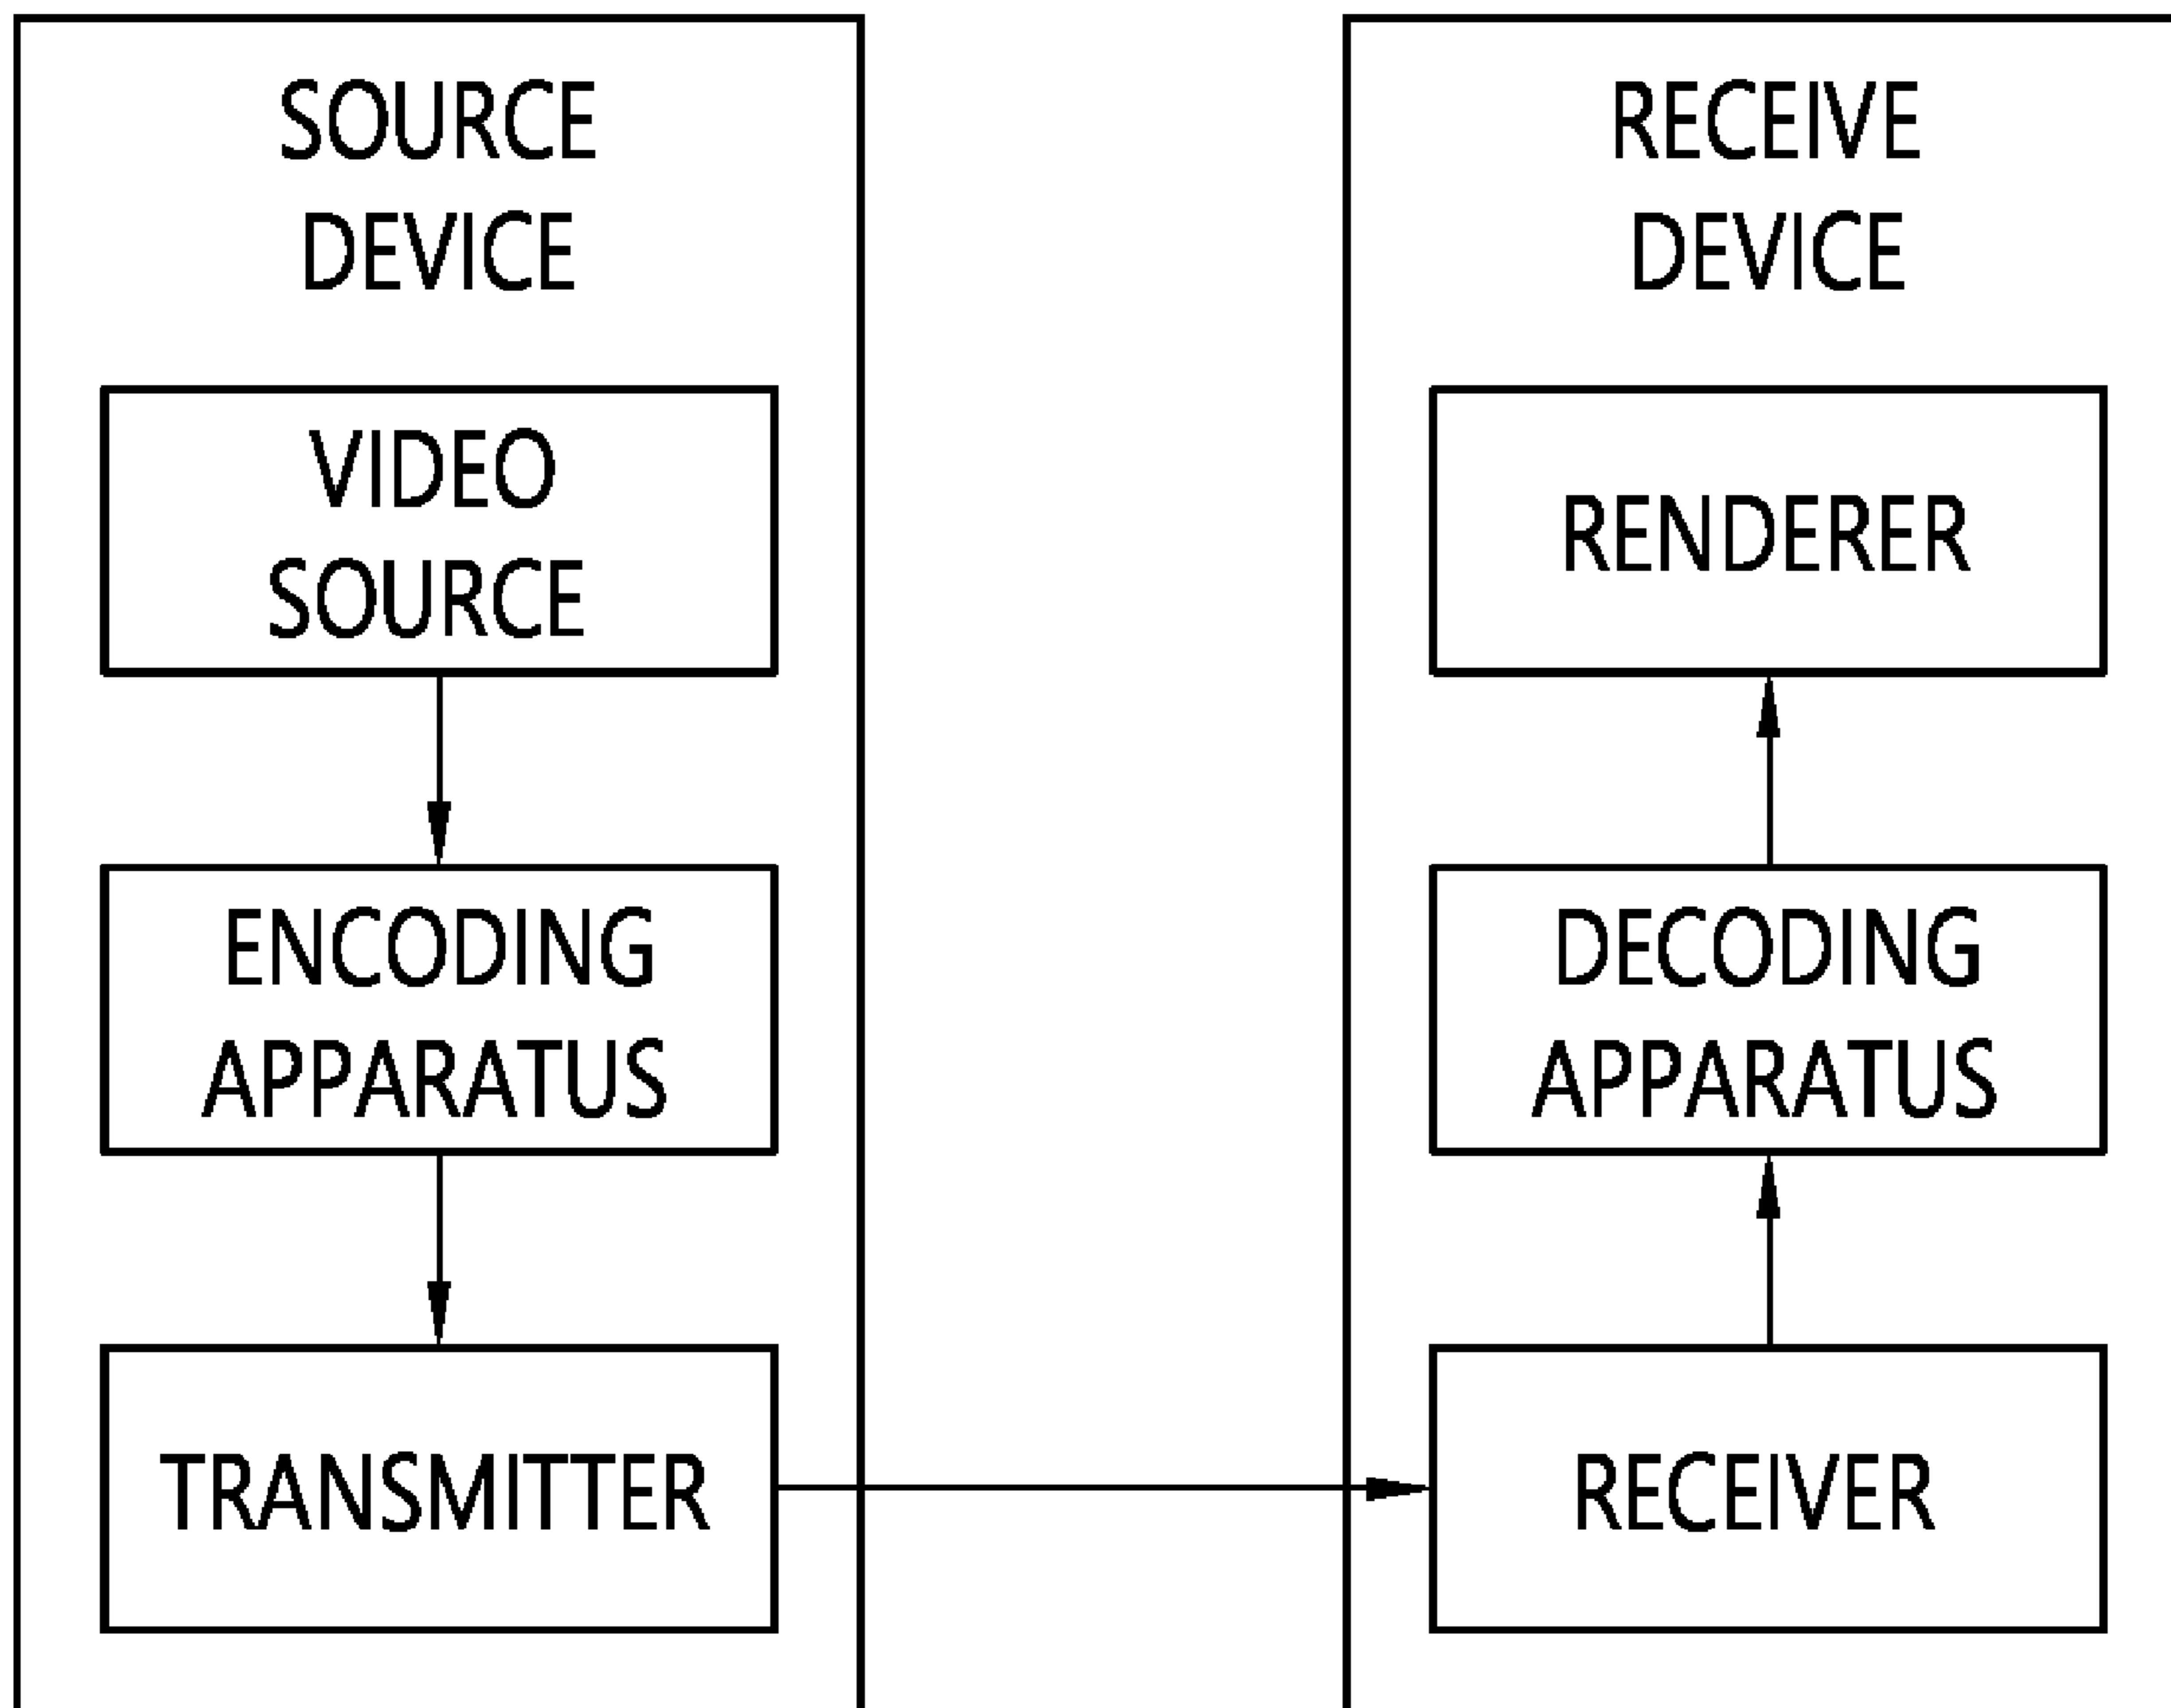 SOURCE
DEVICE
VIDEO
SOURCE
ENCODING
APPARATUS
TRANSMITTER
RECEIVE
DEVICE
RENDERER
DECODING
APPARATUS
RECEIVER